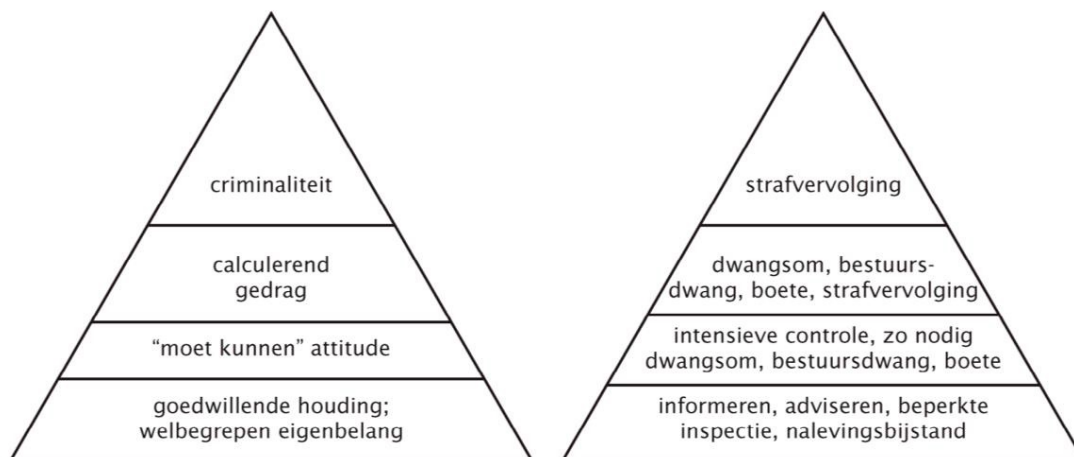 criminaliteit
calculerend
gedrag
“moet kunnen” attitude
goedwillende houding;
welbegrepen eigenbelang
strafvervolging
dwangsom, bestuurs-
dwang, boete, strafvervolging
intensieve controle, zo nodig
dwangsom, bestuursdwang, boete
informeren, adviseren, beperkte
inspectie, nalevingsbijstand